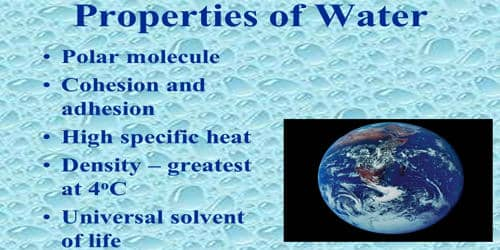 Properties of Water
• Polar molecule
• Cohesion and
adhesion
• High specific heat
• Density – greatest
at 4ºC
• Universal solvent
of life